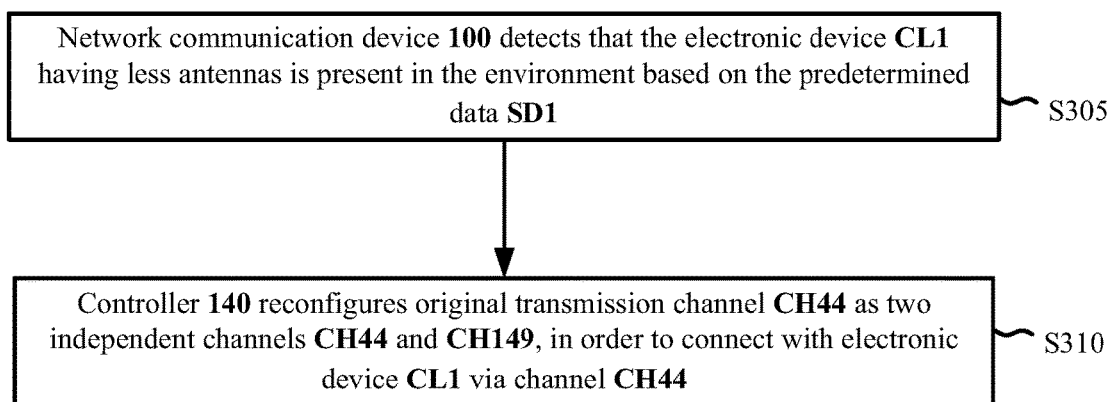 Network communication device 100 detects that the electronic device CL1
having less antennas is present in the environment based on the predetermined
data SD1
S305
Controller 140 reconfigures original transmission channel CH44 as two
independent channels CH44 and CH149, in order to connect with electronic
device CL1 via channel CH44
S310